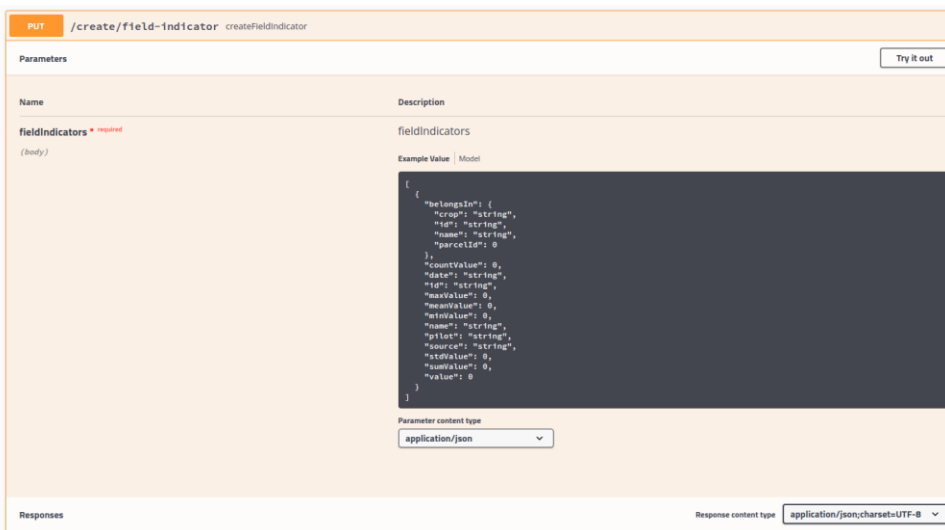 PUT /create/field-indicator createFieldIndicator
Parameters Try it out
Name Description
fieldIndicators * required fieldIndicators
(body)
Example Value Model
[
  {
    "belongsIn": {
      "crop": "string",
      "id": "string",
      "name": "string",
      "parcelId": 0
    },
    "countValue": 0,
    "date": "string",
    "id": "string",
    "maxValue": 0,
    "meanValue": 0,
    "minValue": 0,
    "name": "string",
    "pilot": "string",
    "source": "string",
    "stdValue": 0,
    "sumValue": 0,
    "value": 0
  }
]
Parameter content type
application/json
Responses Response content type application/json;charset=UTF-8